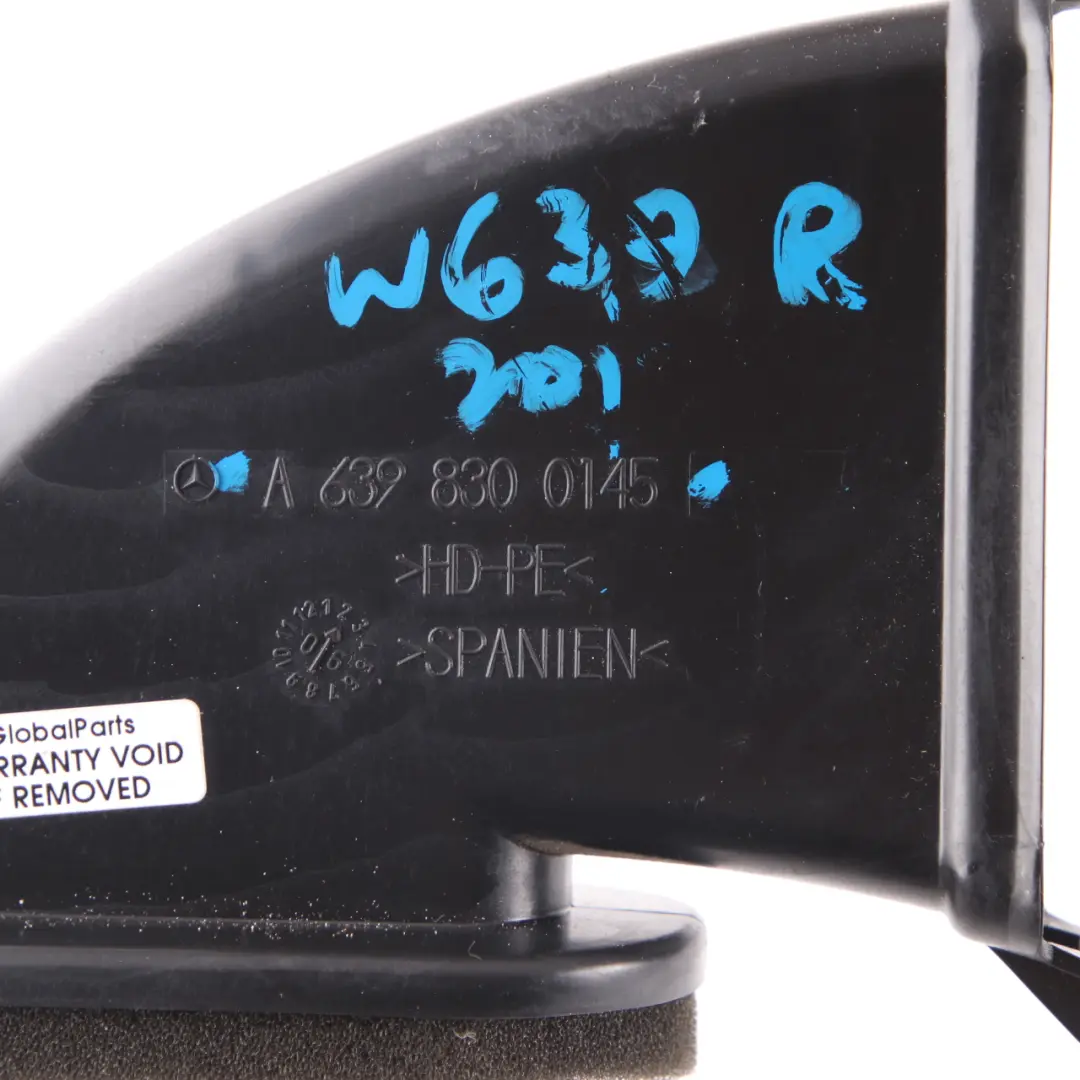 W639 R
201
A 639 830 0145
>HD-PE<
>SPANIEN<
GlobalParts
RRANTY VOID
REMOVED